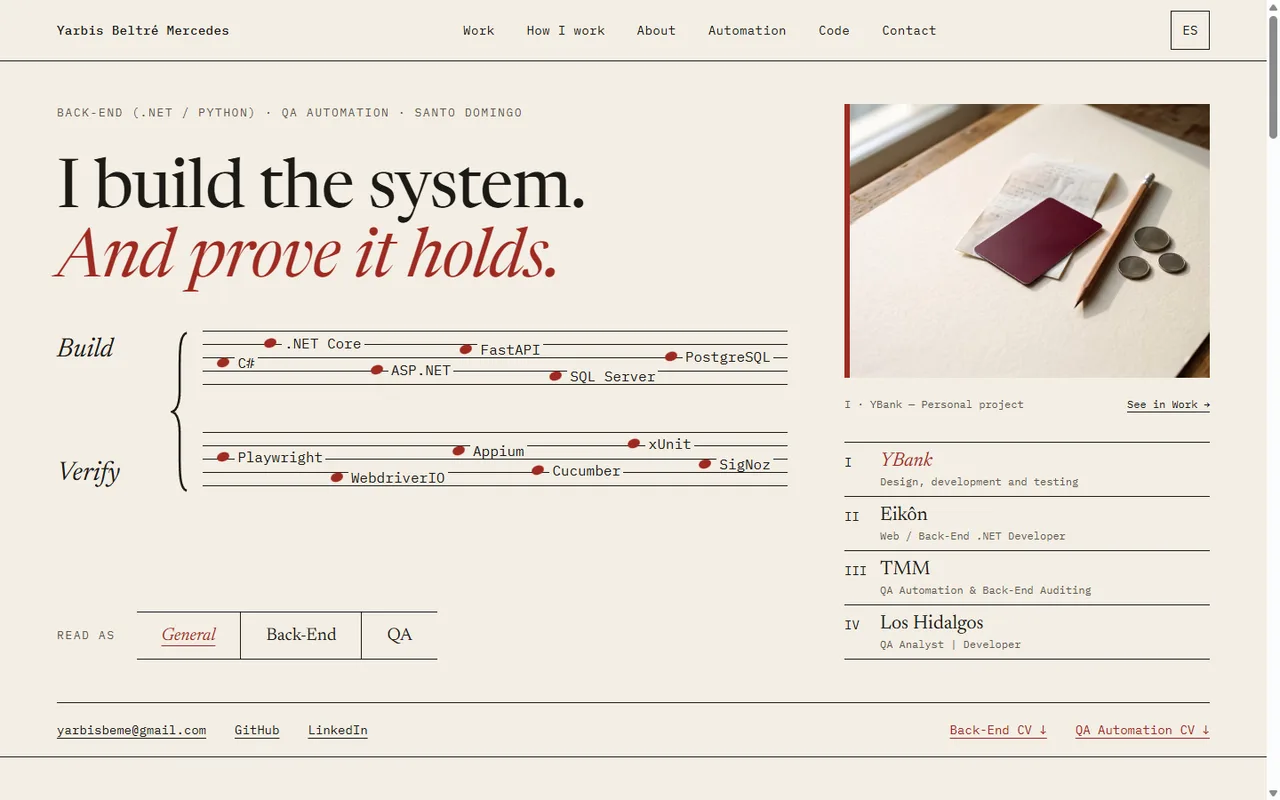 Yarbis Beltré Mercedes
Work How I work About Automation Code Contact
ES
BACK-END (.NET / PYTHON) · QA AUTOMATION · SANTO DOMINGO
I build the system.
And prove it holds.
Build
.NET Core FastAPI PostgreSQL
C# ASP.NET SQL Server
Verify
Playwright Appium xUnit
WebdriverIO Cucumber SigNoz
READ AS General Back-End QA
I · YBank — Personal project See in Work →
I YBank
Design, development and testing
II Eikôn
Web / Back-End .NET Developer
III TMM
QA Automation & Back-End Auditing
IV Los Hidalgos
QA Analyst | Developer
yarbisbeme@gmail.com GitHub LinkedIn
Back-End CV ↓ QA Automation CV ↓